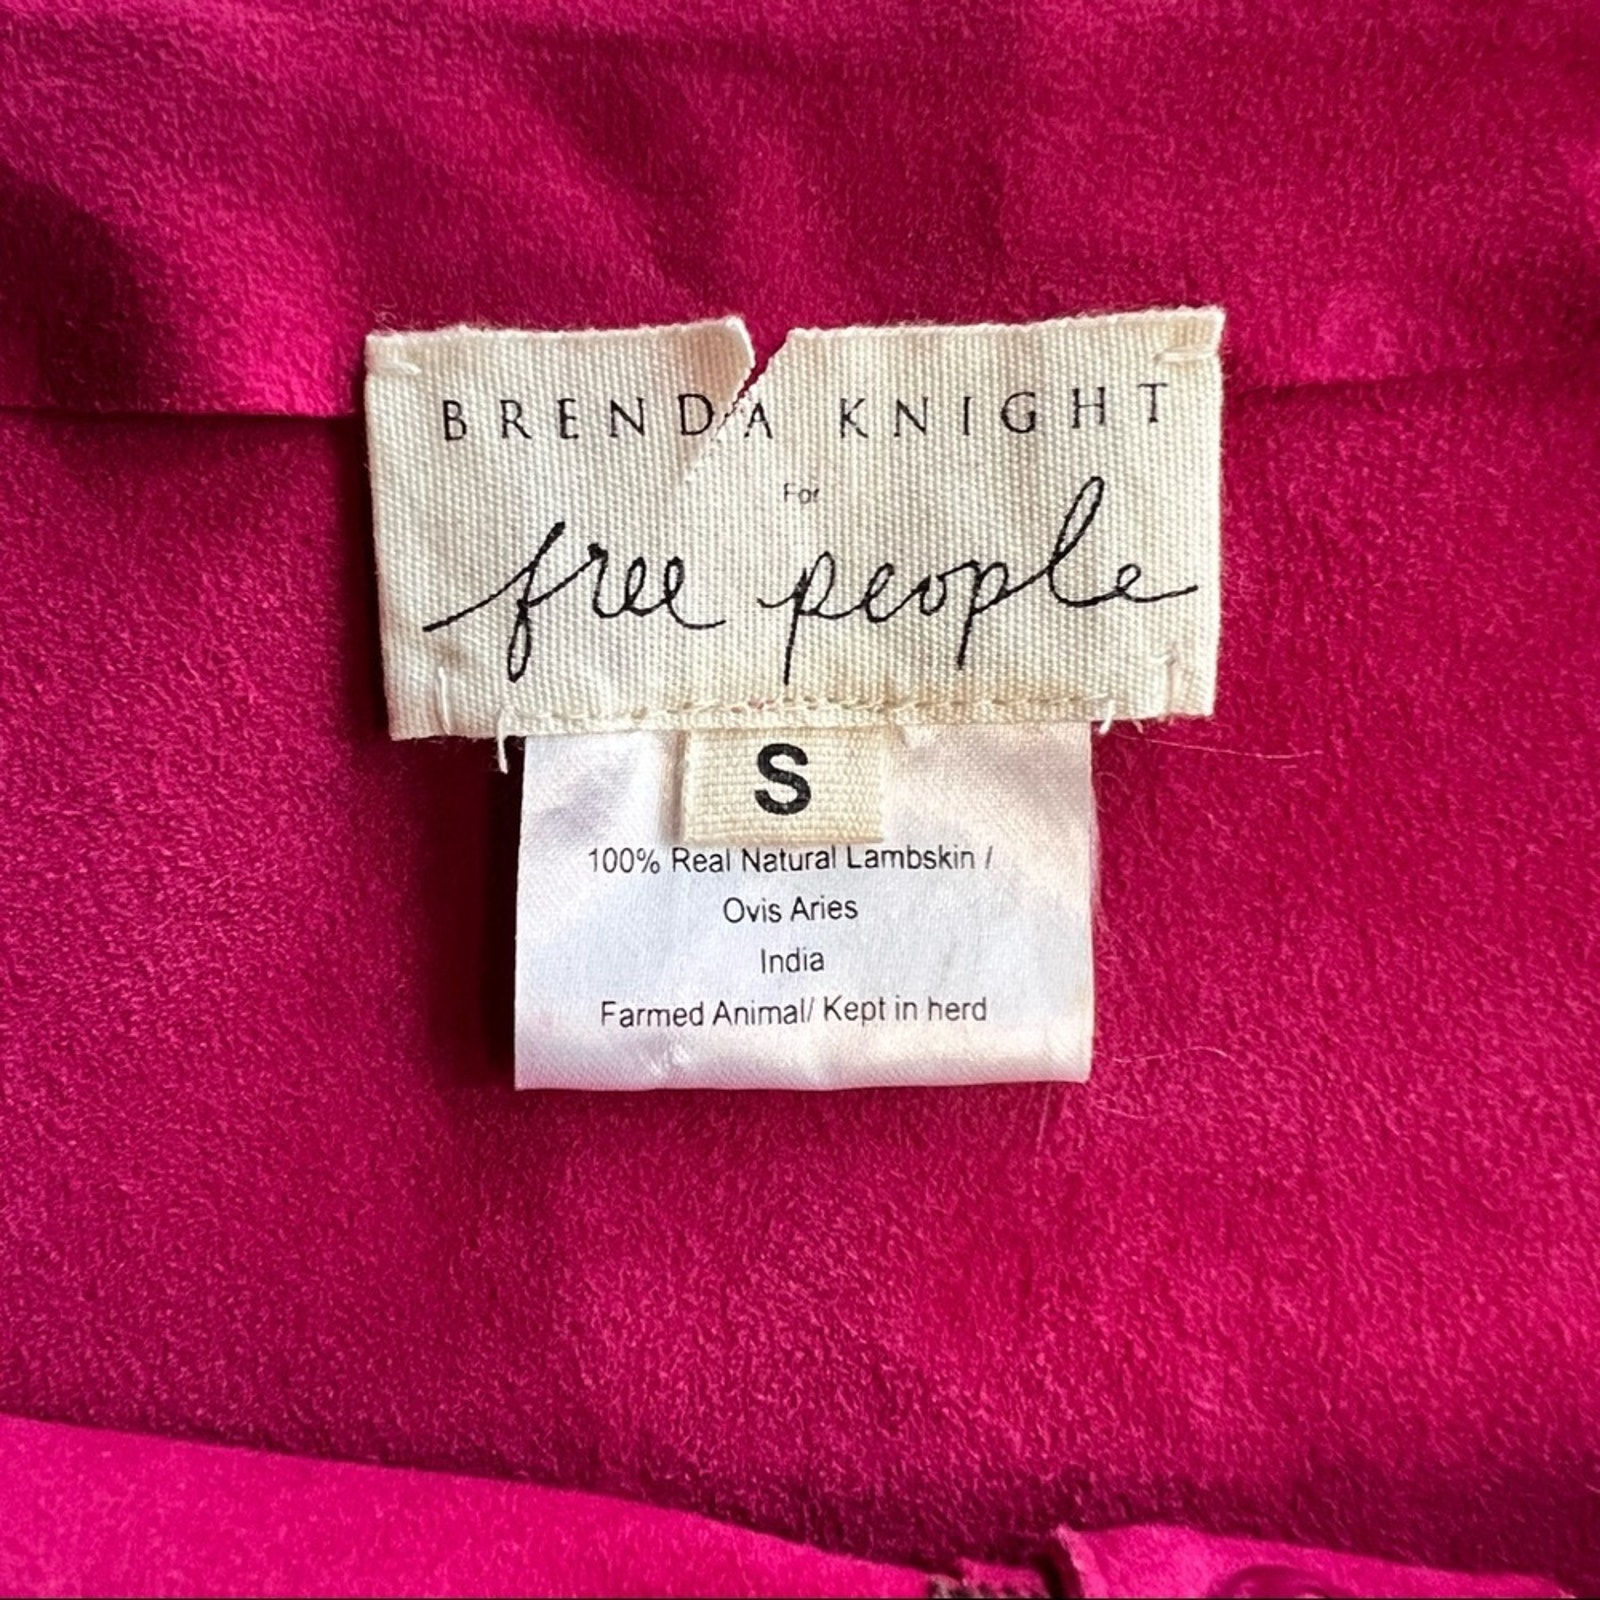 BRENDA KNIGHT
For
free people
S
100% Real Natural Lambskin /
Ovis Aries
India
Farmed Animal/ Kept in herd